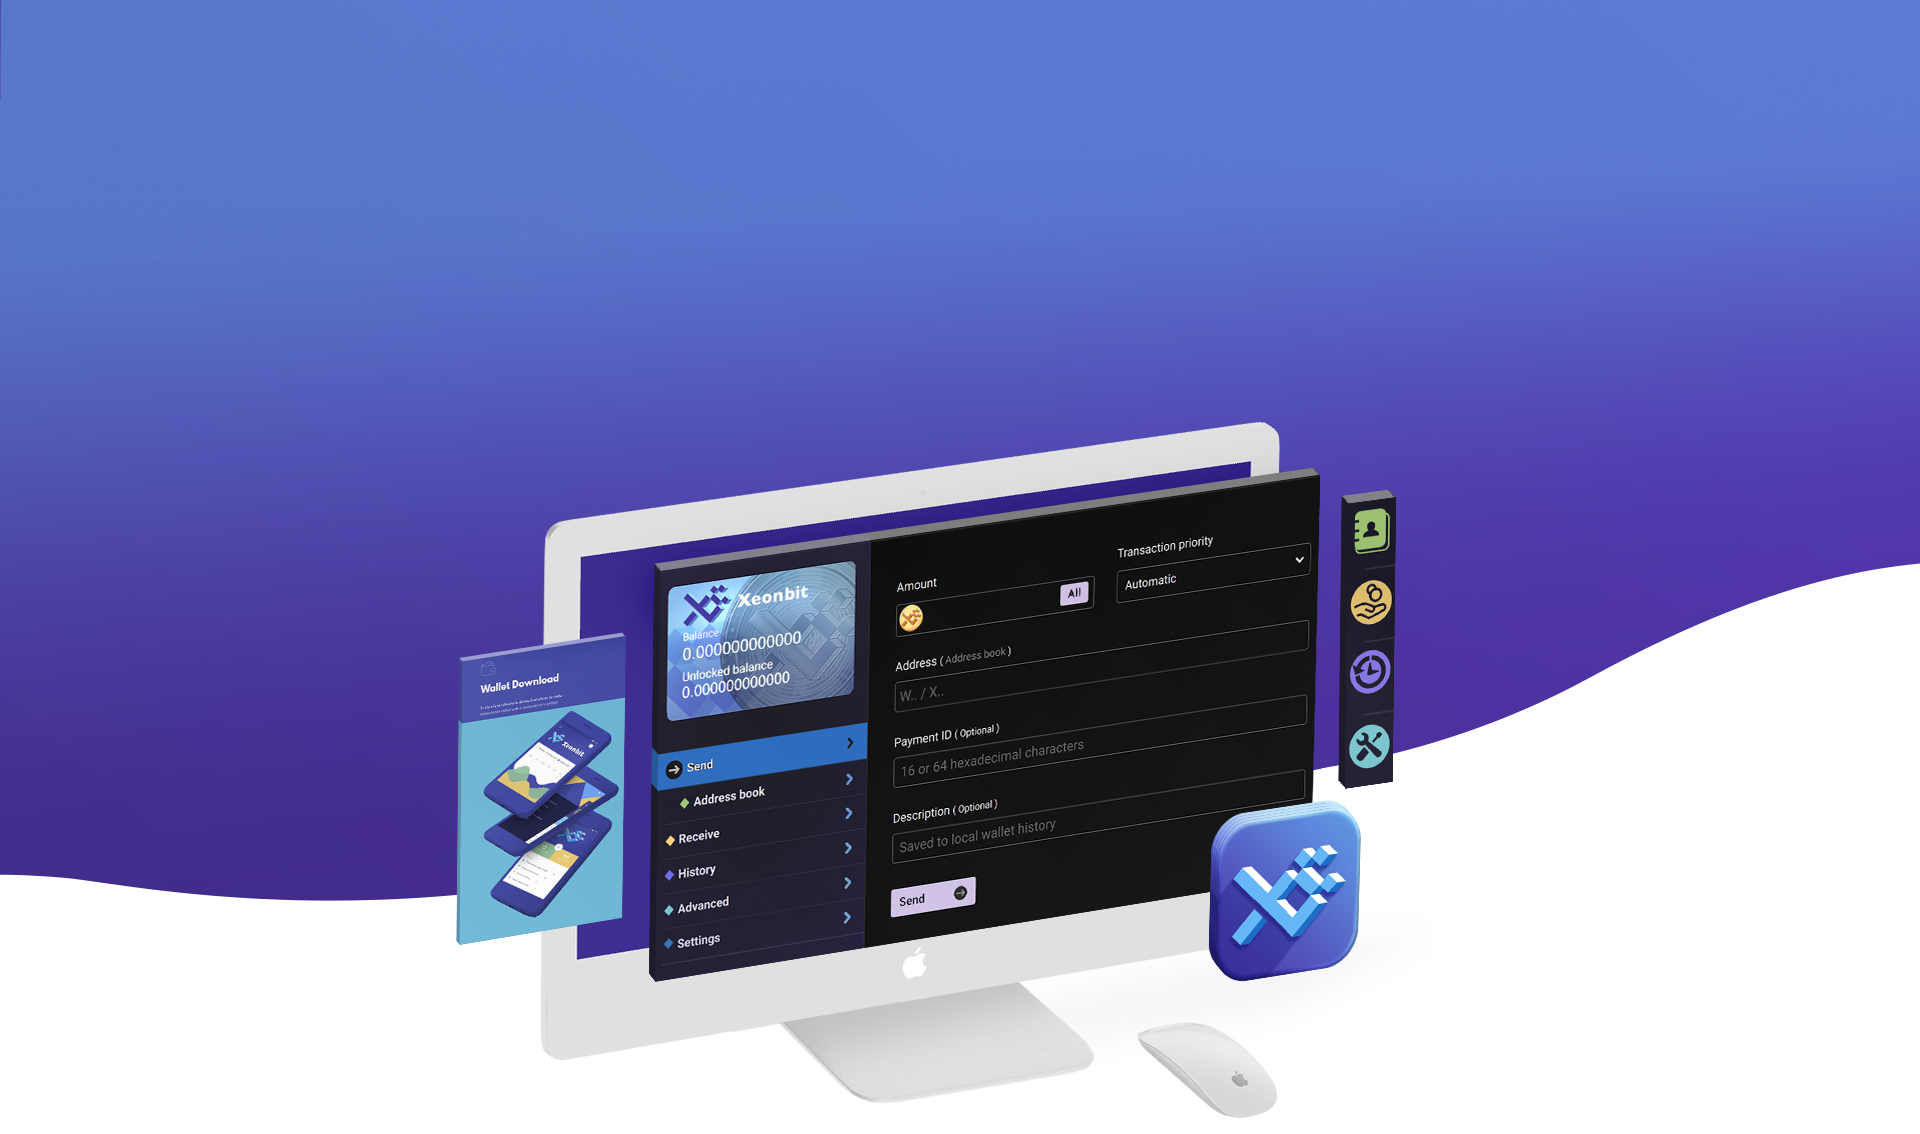 Wallet Download
Xeonbit
Xeonbit
Balance
0.000000000000
Unlocked balance
0.000000000000
Send
Address book
Receive
History
Advanced
Settings
Amount
All
Transaction priority
Automatic
Address ( Address book )
W.. / X..
Payment ID ( Optional )
16 or 64 hexadecimal characters
Description ( Optional )
Saved to local wallet history
Send